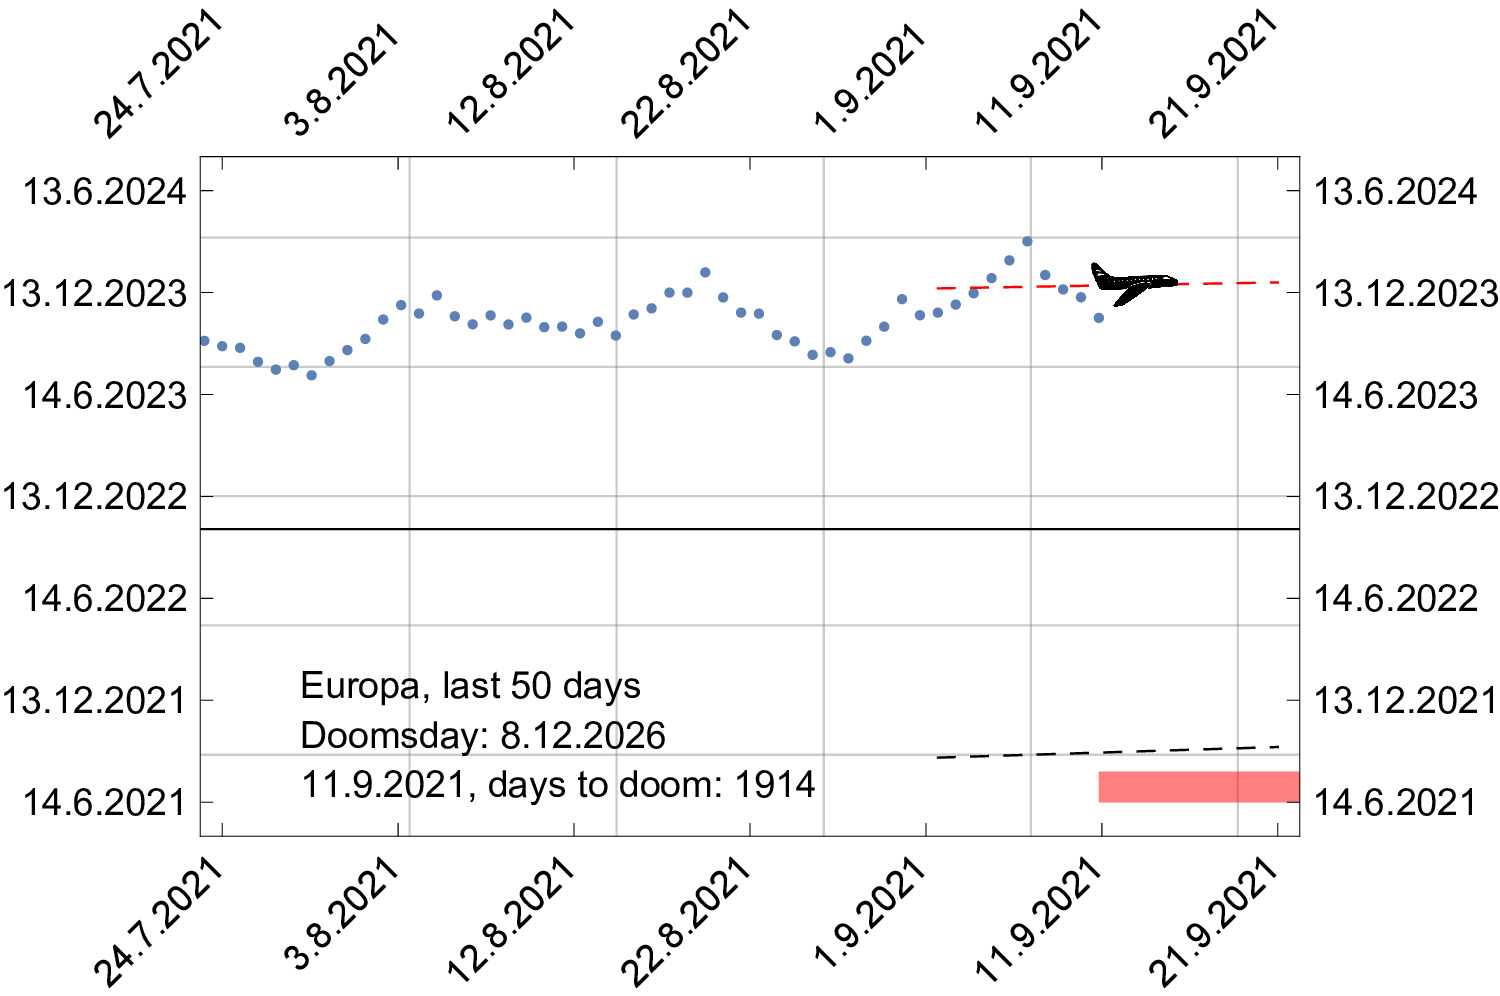 24.7.2021 3.8.2021 12.8.2021 22.8.2021 1.9.2021 11.9.2021 21.9.2021
13.6.2024 13.6.2024
13.12.2023 13.12.2023
14.6.2023 14.6.2023
13.12.2022 13.12.2022
14.6.2022 14.6.2022
Europa, last 50 days
13.12.2021 13.12.2021
Doomsday: 8.12.2026
11.9.2021, days to doom: 1914
14.6.2021 14.6.2021
24.7.2021 3.8.2021 12.8.2021 22.8.2021 1.9.2021 11.9.2021 21.9.2021